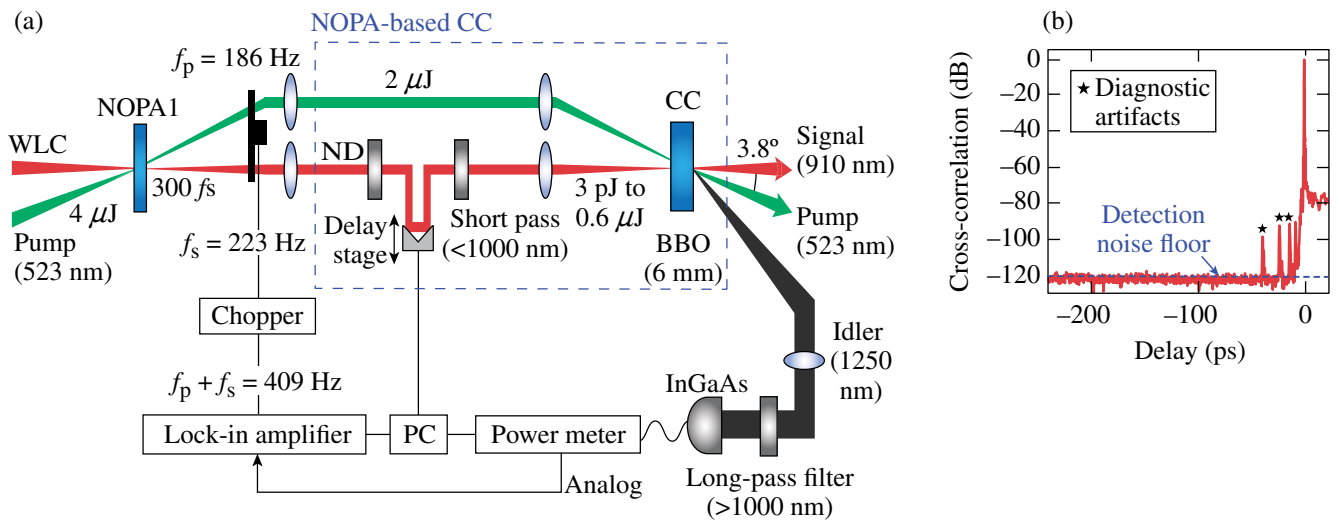 (a)
NOPA-based CC
f_p = 186 Hz
2 μJ
NOPA1
CC
WLC
ND
3.8°
Signal
(910 nm)
300 fs
4 μJ
3 pJ to
0.6 μJ
Pump
(523 nm)
Pump
(523 nm)
f_s = 223 Hz
Delay
stage
Short pass
(<1000 nm)
BBO
(6 mm)
Chopper
Idler
(1250
nm)
f_p + f_s = 409 Hz
InGaAs
Lock-in amplifier
PC
Power meter
Analog
Long-pass filter
(>1000 nm)
(b)
Cross-correlation (dB)
0
–20
–40
–60
–80
–100
–120
★ Diagnostic
artifacts
Detection
noise floor
–200
–100
0
Delay (ps)